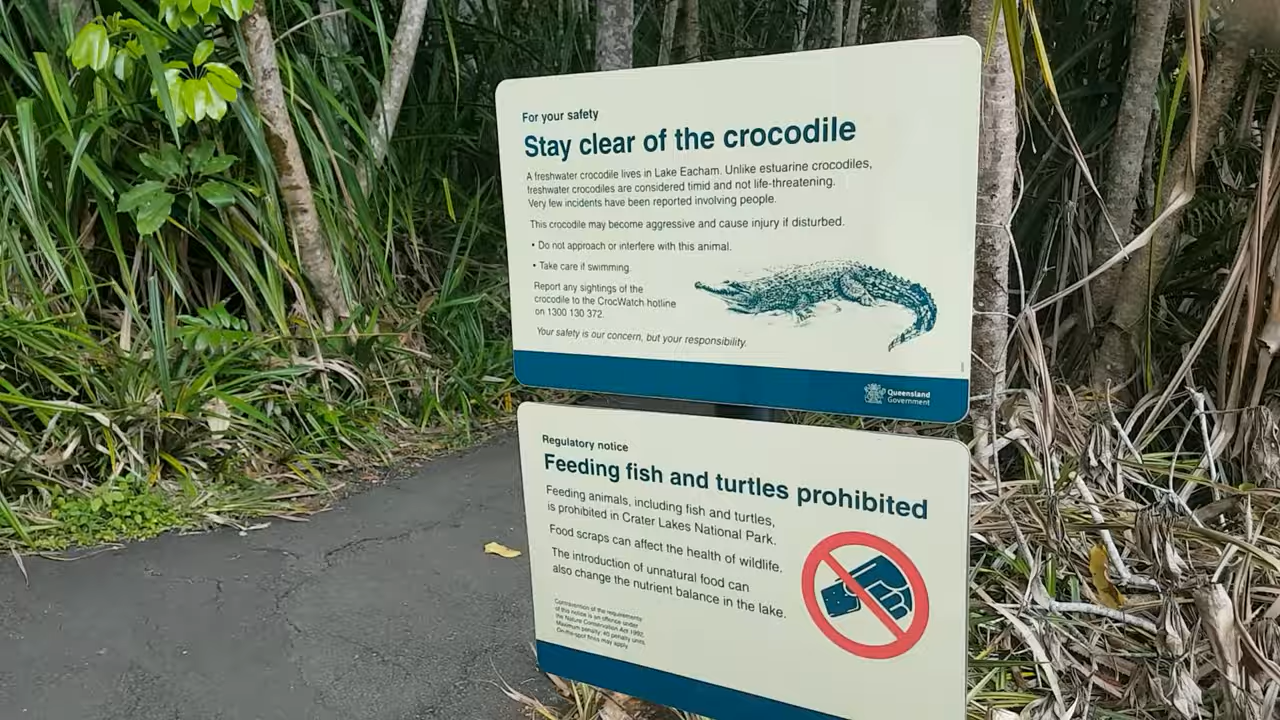 For your safety
Stay clear of the crocodile
A freshwater crocodile lives in Lake Eacham. Unlike estuarine crocodiles,
freshwater crocodiles are considered timid and not life-threatening.
Very few incidents have been reported involving people.
This crocodile may become aggressive and cause injury if disturbed.
• Do not approach or interfere with this animal.
• Take care if swimming.
Report any sightings of the
crocodile to the CrocWatch hotline
on 1300 130 372.
Your safety is our concern, but your responsibility.
Queensland
Government
Regulatory notice
Feeding fish and turtles prohibited
Feeding animals, including fish and turtles,
is prohibited in Crater Lakes National Park.
Food scraps can affect the health of wildlife.
The introduction of unnatural food can
also change the nutrient balance in the lake.
Contravention of the requirements
of this notice is an offence under
the Nature Conservation Act 1992.
Maximum penalty: 40 penalty units.
On-the-spot fines may apply.